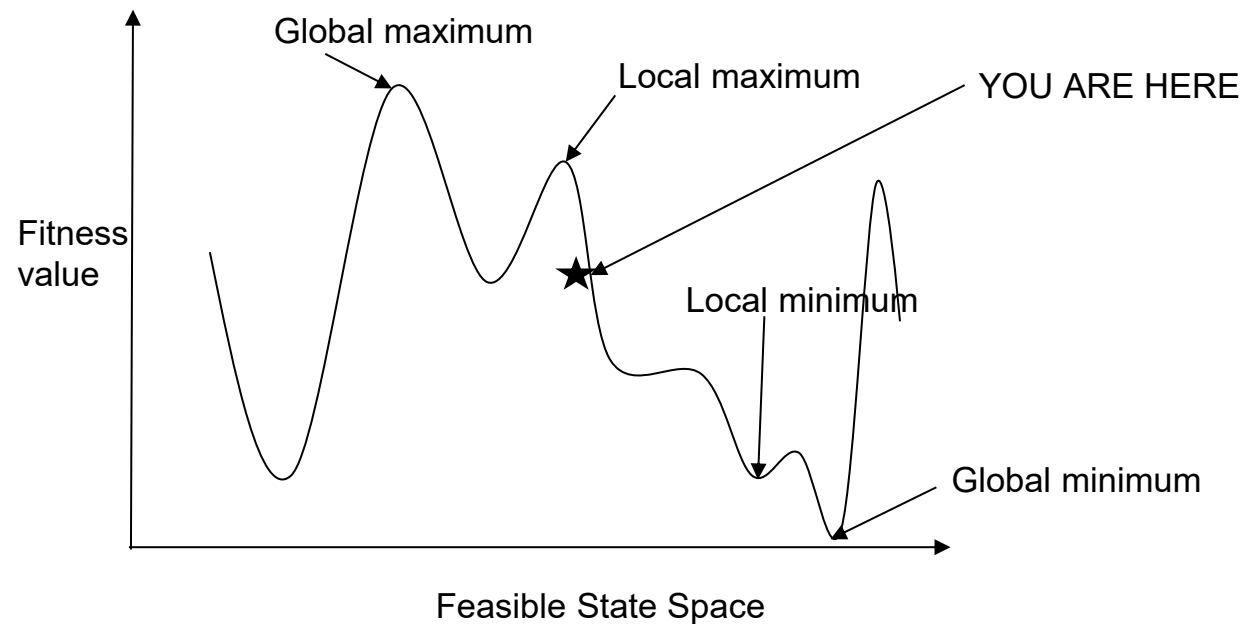 Global maximum
Local maximum
YOU ARE HERE
Fitness
value
Local minimum
Global minimum
Feasible State Space